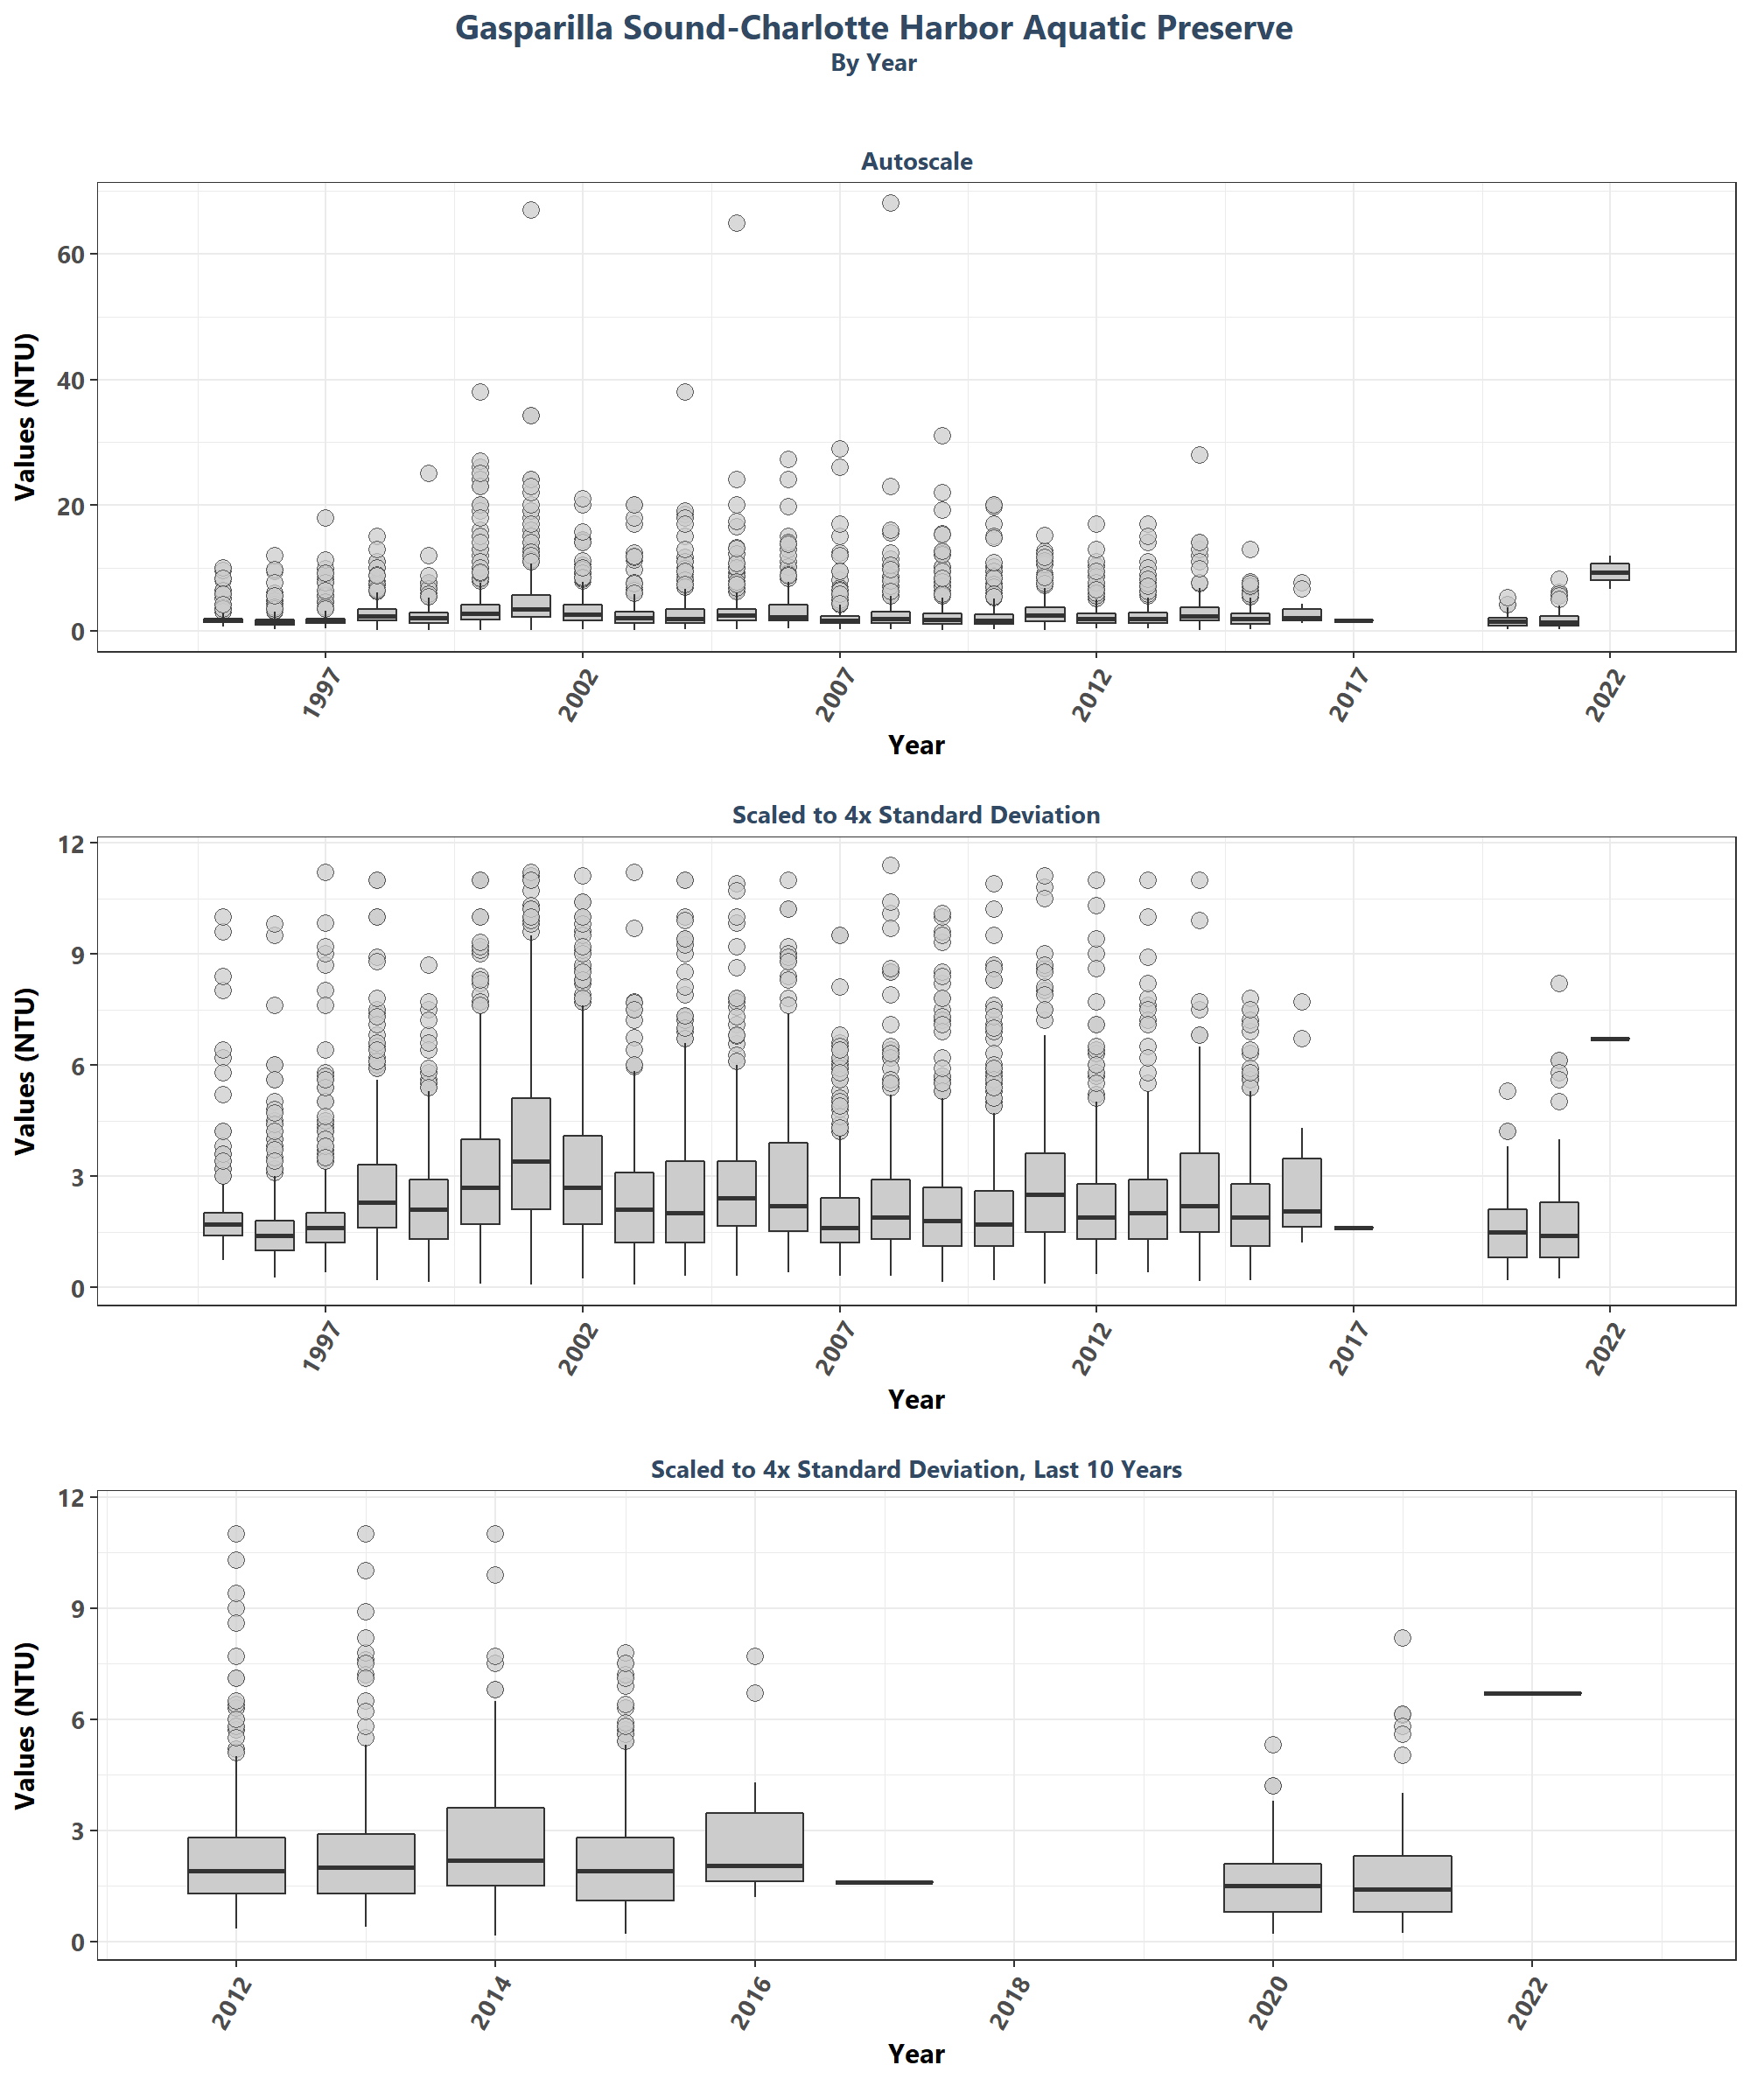 Gasparilla Sound-Charlotte Harbor Aquatic Preserve
By Year
Autoscale
Values (NTU)
60
40
20
0
1997
2002
2007
2012
2017
2022
Year
Scaled to 4x Standard Deviation
Values (NTU)
12
9
6
3
0
1997
2002
2007
2012
2017
2022
Year
Scaled to 4x Standard Deviation, Last 10 Years
Values (NTU)
12
9
6
3
0
2012
2014
2016
2018
2020
2022
Year